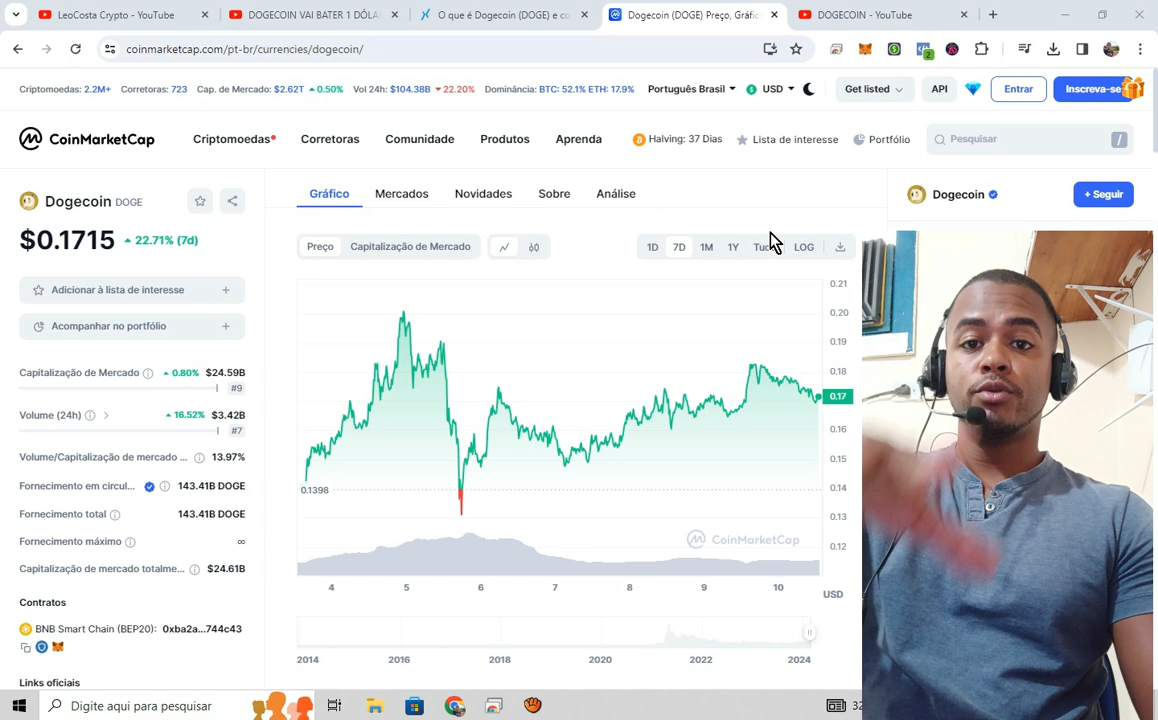 LeoCosta Crypto - YouTube
DOGECOIN VAI BATER 1 DÓLA
O que é Dogecoin (DOGE) e co
Dogecoin (DOGE) Preço, Gráfic
DOGECOIN - YouTube
coinmarketcap.com/pt-br/currencies/dogecoin/
2
Criptomoedas: 2.2M+ Corretoras: 723 Cap. de Mercado: $2.62T 0.50% Vol 24h: $104.38B 22.20% Dominância: BTC: 52.1% ETH: 17.9%
Português Brasil USD Get listed API Entrar Inscreva-se
CoinMarketCap
Criptomoedas Corretoras Comunidade Produtos Aprenda
Halving: 37 Dias Lista de interesse Portfólio Pesquisar /
Dogecoin DOGE
$0.1715 22.71% (7d)
Adicionar à lista de interesse +
Acompanhar no portfólio +
Capitalização de Mercado 0.80% $24.59B
#9
Volume (24h) 16.52% $3.42B
#7
Volume/Capitalização de mercado ... 13.97%
Fornecimento em circul... 143.41B DOGE
Fornecimento total 143.41B DOGE
Fornecimento máximo ∞
Capitalização de mercado totalme... $24.61B
Contratos
BNB Smart Chain (BEP20): 0xba2a...744c43
Links oficiais
Gráfico Mercados Novidades Sobre Análise
Preço Capitalização de Mercado
1D 7D 1M 1Y LOG
0.21
0.20
0.19
0.18
0.17
0.16
0.15
0.14
0.13
0.12
0.1398
CoinMarketCap
4 5 6 7 8 9 10
USD
2014 2016 2018 2020 2022 2024
Dogecoin
+ Seguir
Digite aqui para pesquisar